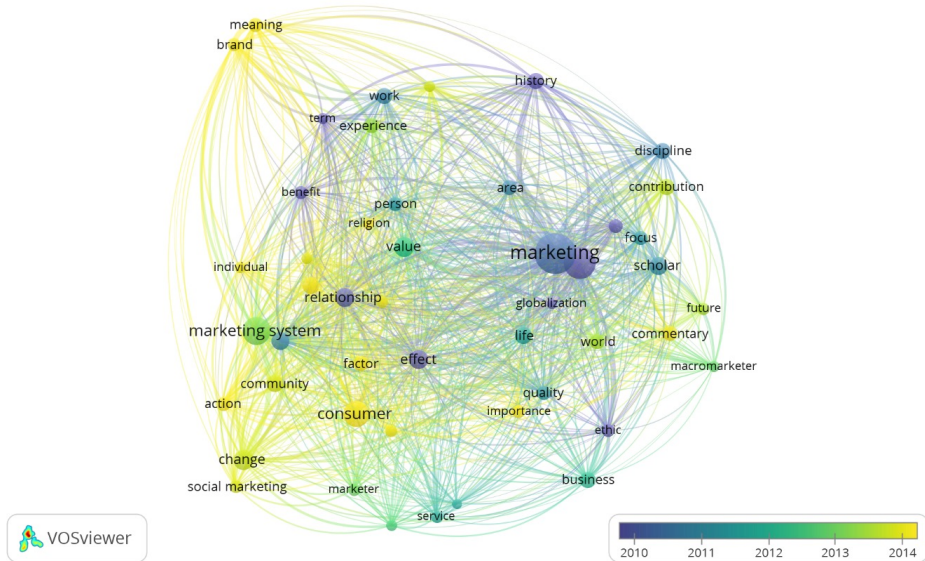 meaning
brand
history
work
term
experience
discipline
contribution
benefit
area
person
religion
value
marketing
focus
scholar
individual
relationship
globalization
future
marketing system
life
world
commentary
factor
effect
macromarketer
community
action
consumer
quality
importance
ethic
change
social marketing
marketer
business
service
VOSviewer
2010 2011 2012 2013 2014